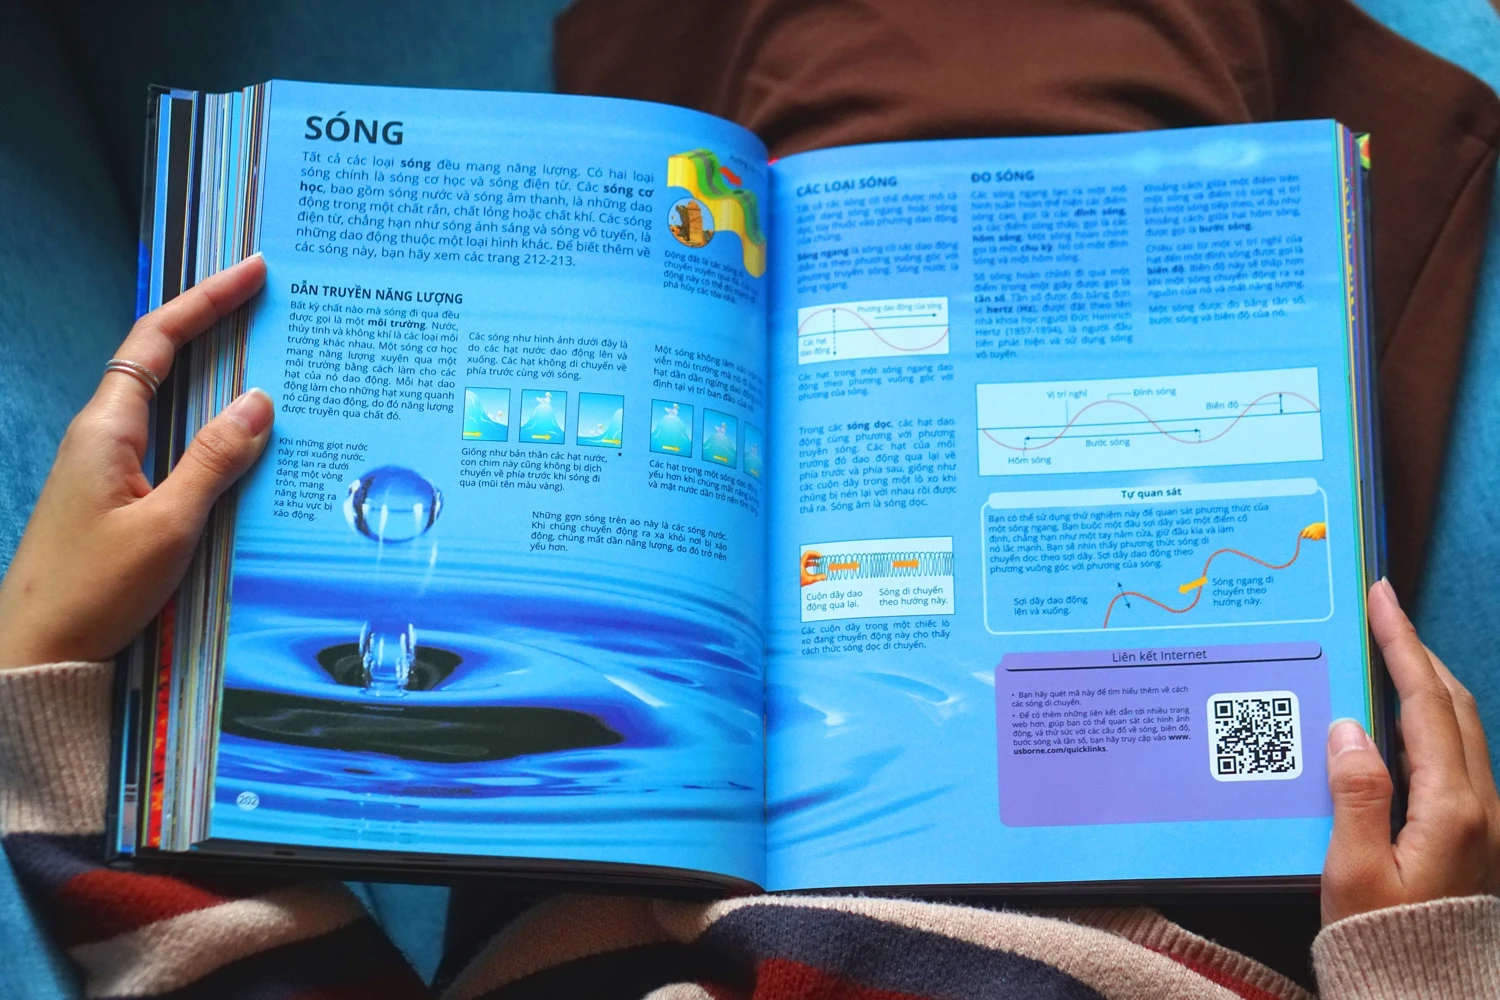 SÓNG
Tất cả các loại sóng đều mang năng lượng. Có hai loại
sóng chính là sóng cơ học và sóng điện từ. Các sóng cơ
học, bao gồm sóng nước và sóng âm thanh, là những dao
động trong một chất rắn, chất lỏng hoặc chất khí. Các sóng
điện từ, chẳng hạn như sóng ánh sáng và sóng vô tuyến, là
những dao động thuộc một loại hình khác. Để biết thêm về
các sóng này, bạn hãy xem các trang 212-213.
Động đất là các sóng
chuyển xuyên qua
động này có thể
phá hủy các tòa nhà.
DẪN TRUYỀN NĂNG LƯỢNG
Bất kỳ chất nào mà sóng đi qua đều
được gọi là một môi trường. Nước,
thủy tinh và không khí là các loại môi
trường khác nhau. Một sóng cơ học
mang năng lượng xuyên qua một
môi trường bằng cách làm cho các
hạt của nó dao động. Mỗi hạt dao
động làm cho những hạt xung quanh
nó cũng dao động, do đó năng lượng
được truyền qua chất đó.
Các sóng như hình ảnh dưới đây là
do các hạt nước dao động lên và
xuống. Các hạt không di chuyển về
phía trước cùng với sóng.
Một sóng không làm
viễn môi trường mà nó đi
hạt dần dần ngừng dao động
định tại vị trí ban đầu của
Giống như bản thân các hạt nước,
con chim này cũng không bị dịch
chuyển về phía trước khi sóng đi
qua (mũi tên màu vàng).
Các hạt trong một sóng dao động
yếu hơn khi chúng mất năng lượng
và mặt nước dần trở nên
Khi những giọt nước
này rơi xuống nước,
sóng lan ra dưới
dạng một vòng
tròn, mang
năng lượng ra
xa khu vực bị
xáo động.
Những gợn sóng trên ao này là các sóng nước.
Khi chúng chuyển động ra xa khỏi nơi bị xáo
động, chúng mất dần năng lượng, do đó trở nên
yếu hơn.
202
CÁC LOẠI SÓNG
Tất cả các sóng có thể được mô tả
dưới dạng sóng ngang hoặc sóng
dọc, tùy thuộc vào phương dao động
của chúng.
Sóng ngang là sóng có các dao động
diễn ra theo phương vuông góc với
phương truyền sóng. Sóng nước là
sóng ngang.
Phương dao động của sóng
Các hạt
dao động
Các hạt trong một sóng ngang dao
động theo phương vuông góc với
phương của sóng.
Trong các sóng dọc, các hạt dao
động cùng phương với phương
truyền sóng. Các hạt của môi
trường đó dao động qua lại về
phía trước và phía sau, giống như
các cuộn dây trong một lò xo khi
chúng bị nén lại với nhau rồi được
thả ra. Sóng âm là sóng dọc.
Cuộn dây dao
động qua lại.
Sóng di chuyển
theo hướng này.
Các cuộn dây trong một chiếc lò
xo đang chuyển động này cho thấy
cách thức sóng dọc di chuyển.
ĐO SÓNG
Các sóng ngang tạo ra một mô
hình tuần hoàn thể hiện các điểm
sóng cao, gọi là các đỉnh sóng,
và các điểm sóng thấp, gọi là
hõm sóng. Một sóng hoàn chỉnh
gọi là một chu kỳ. Nó có một đỉnh
sóng và một hõm sóng.
Số sóng hoàn chỉnh đi qua một
điểm trong một giây được gọi là
tần số. Tần số được đo bằng đơn
vị hertz (Hz), được đặt theo tên
nhà khoa học người Đức Heinrich
Hertz (1857-1894), là người đầu
tiên phát hiện và sử dụng sóng
vô tuyến.
Khoảng cách giữa một điểm trên
một sóng và điểm có cùng vị trí
trên một sóng tiếp theo, ví dụ như
khoảng cách giữa hai hõm sóng,
được gọi là bước sóng.
Chiều cao từ một vị trí nghỉ của
hạt đến một đỉnh sóng được gọi là
biên độ. Biên độ này sẽ thấp hơn
khi một sóng chuyển động ra xa
nguồn của nó và mất năng lượng.
Một sóng được đo bằng tần số,
bước sóng và biên độ của nó.
Vị trí nghỉ
Đỉnh sóng
Biên độ
Bước sóng
Hõm sóng
Tự quan sát
Bạn có thể sử dụng thử nghiệm này để quan sát phương thức của
một sóng ngang. Bạn buộc một đầu sợi dây vào một điểm cố
định, chẳng hạn như một tay nắm cửa, giữ đầu kia và làm
nó lắc mạnh. Bạn sẽ nhìn thấy phương thức sóng di
chuyển dọc theo sợi dây. Sợi dây dao động theo
phương vuông góc với phương của sóng.
Sợi dây dao động
lên và xuống.
Sóng ngang di
chuyển theo
hướng này.
Liên kết Internet
• Bạn hãy quét mã này để tìm hiểu thêm về cách
các sóng di chuyển.
• Để có thêm những liên kết dẫn tới nhiều trang
web hơn, giúp bạn có thể quan sát các hình ảnh
động, và thử sức với các câu đố về sóng, biên độ,
bước sóng và tần số, bạn hãy truy cập vào www.
usborne.com/quicklinks.